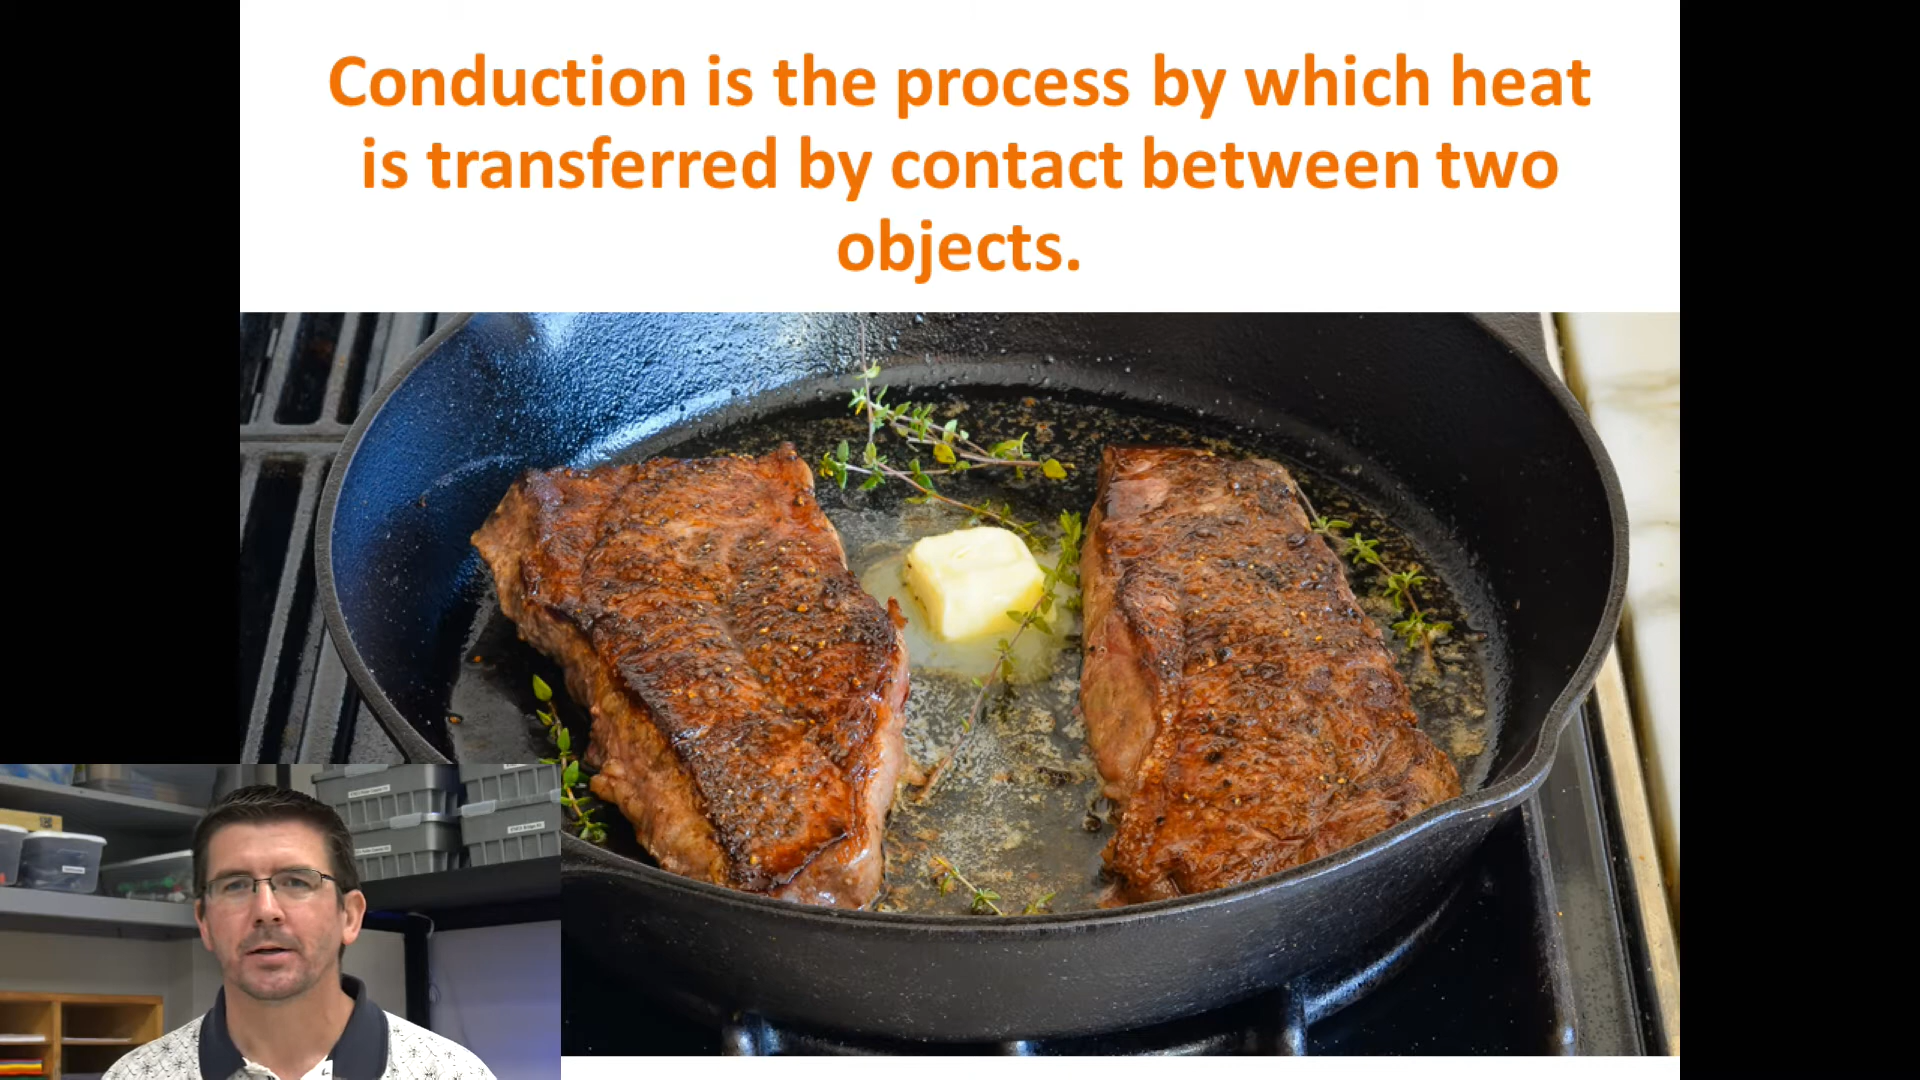 Conduction is the process by which heat
is transferred by contact between two
objects.